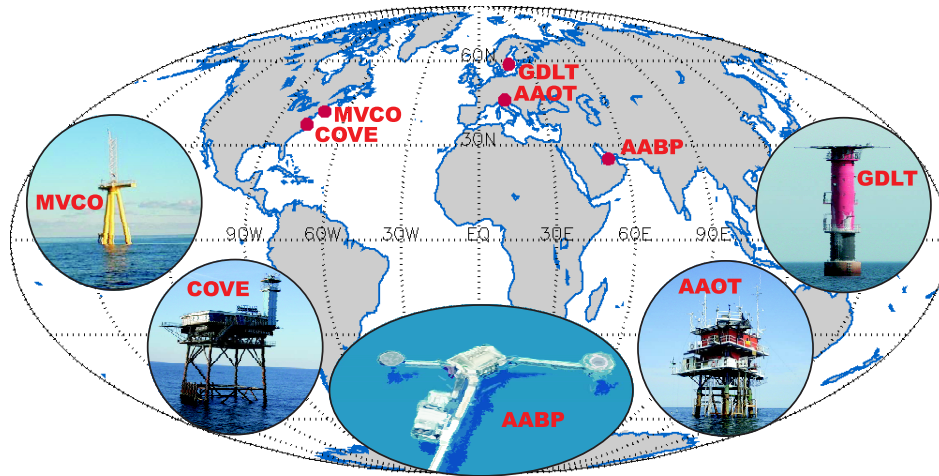 60N
GDLT
AAOT
MVCO
COVE
30N
AABP
GDLT
MVCO
90W 60W 30W EQ 30E 60E 90E
COVE
AAOT
AABP